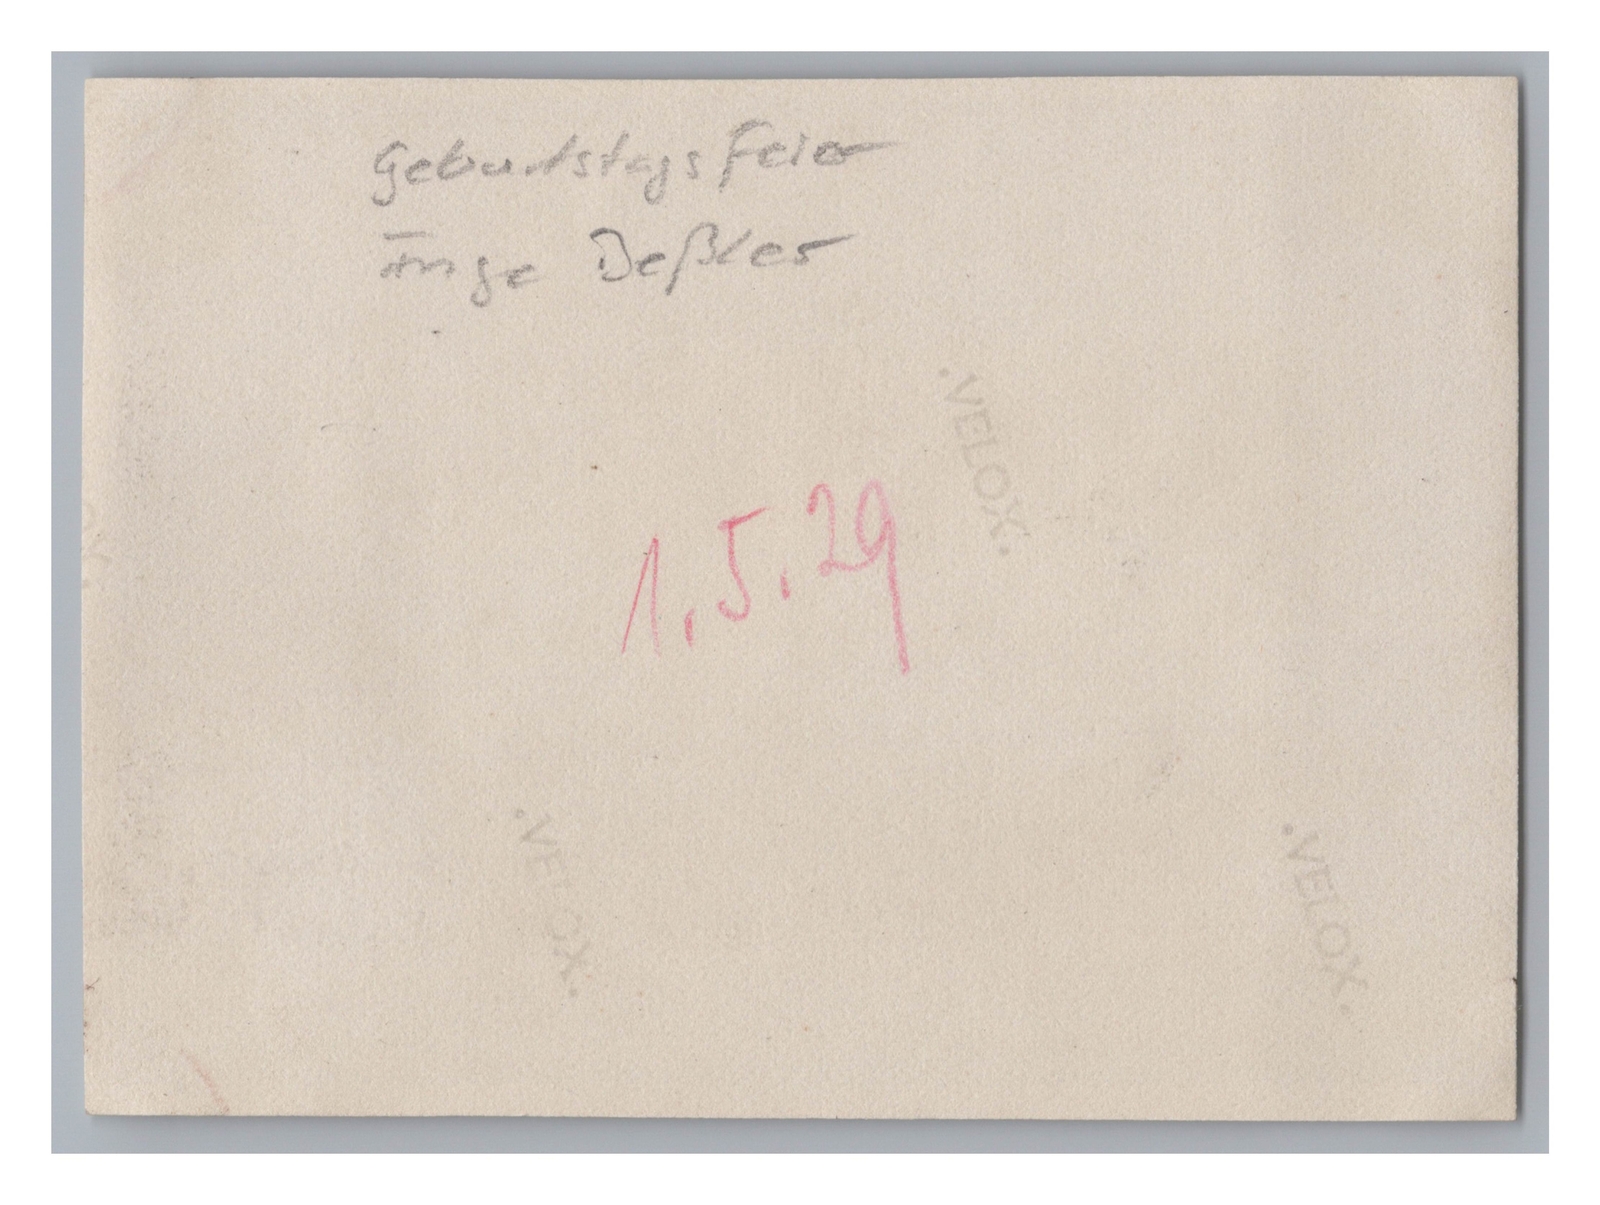 Geburtstagsfeier
Inge Deßler
·VELOX·
1.5.29
·VELOX·
·VELOX·